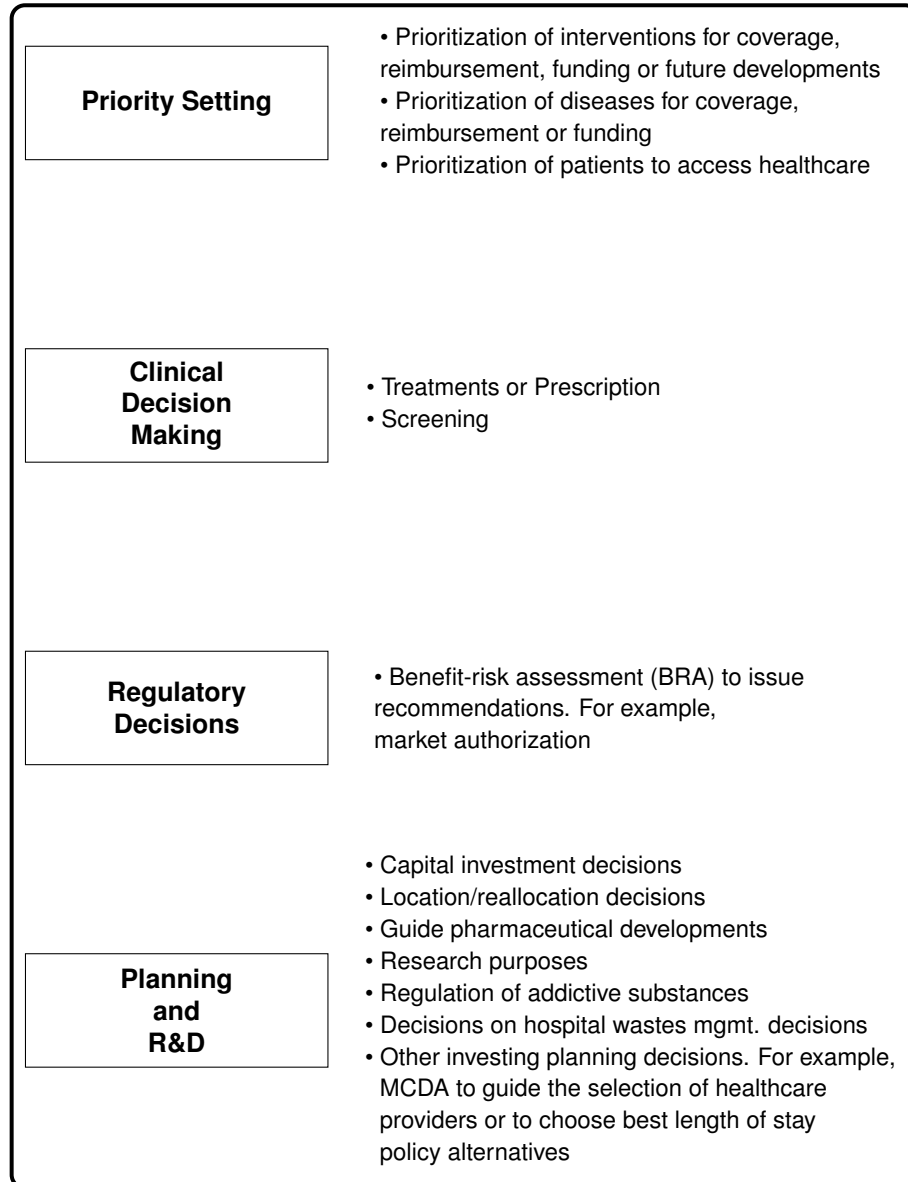 Priority Setting
• Prioritization of interventions for coverage,
reimbursement, funding or future developments
• Prioritization of diseases for coverage,
reimbursement or funding
• Prioritization of patients to access healthcare
Clinical
Decision
Making
• Treatments or Prescription
• Screening
Regulatory
Decisions
• Benefit-risk assessment (BRA) to issue
recommendations. For example,
market authorization
Planning
and
R&D
• Capital investment decisions
• Location/reallocation decisions
• Guide pharmaceutical developments
• Research purposes
• Regulation of addictive substances
• Decisions on hospital wastes mgmt. decisions
• Other investing planning decisions. For example,
MCDA to guide the selection of healthcare
providers or to choose best length of stay
policy alternatives